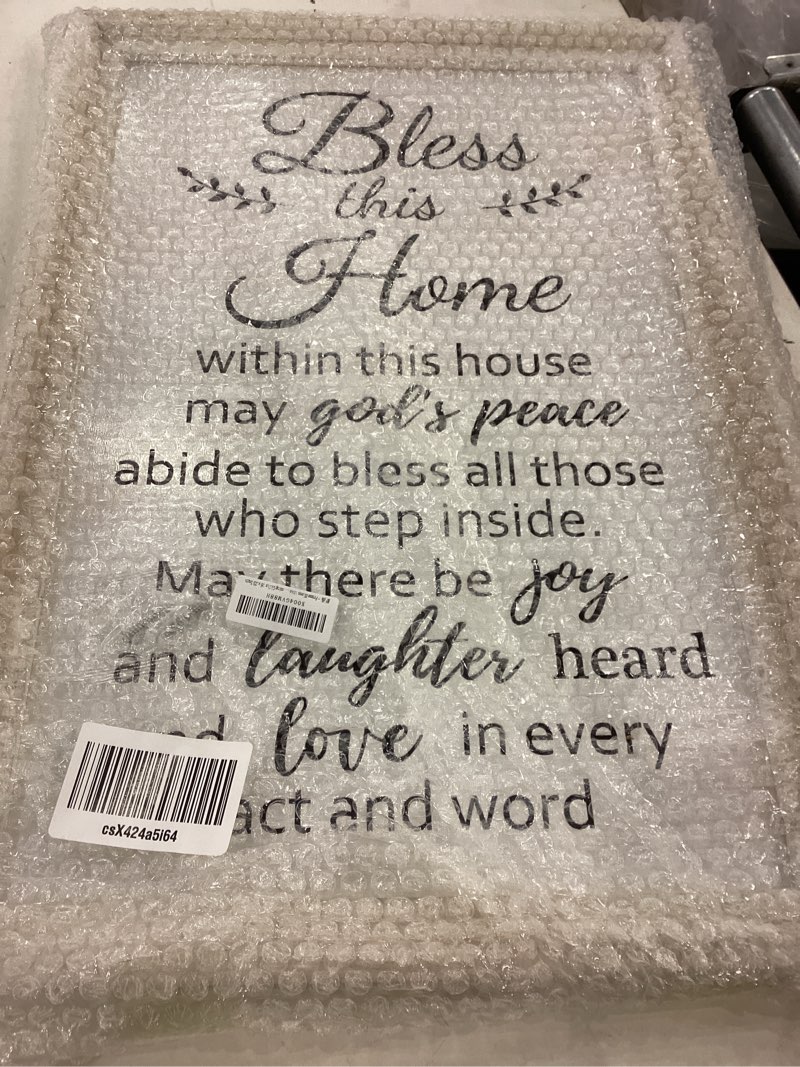 Bless
this
Home
within this house
may god's peace
abide to bless all those
who step inside.
May there be joy
and laughter heard
love in every
act and word
csX424a5i64